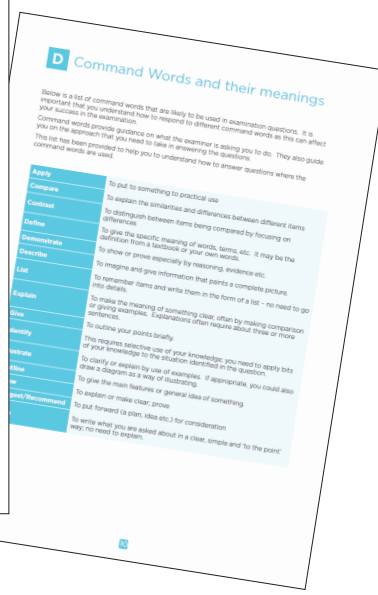 D Command Words and their meanings
Below is a list of command words that are likely to be used in examination questions. It is
important that you understand how to respond to different command words as this can affect
your success in the examination.
Command words provide guidance on what the examiner is asking you to do. They also guide
you on the approach that you need to take in answering the questions.
This list has been provided to help you to understand how to answer questions where the
command words are used.
Apply
To put to something to practical use
Compare
To explain the similarities and differences between different items
Contrast
To distinguish between items being compared by focusing on
differences
Define
To give the specific meaning of words, terms, etc. It may be the
definition from a textbook or your own words.
Demonstrate
To show or prove especially by reasoning, evidence etc.
Describe
To imagine and give information that paints a complete picture.
List
To remember items and write them in the form of a list – no need to go
into details.
Explain
To make the meaning of something clear, often by making comparison
or giving examples. Explanations often require about three or more
sentences.
Give
To outline your points briefly.
dentify
This requires selective use of your knowledge; you need to apply bits
of your knowledge to the situation identified in the question.
ustrate
To clarify or explain by use of examples. If appropriate, you could also
draw a diagram as a way of illustrating.
tline
To give the main features or general idea of something.
w
To explain or make clear; prove
gest/Recommend
To put forward (a plan, idea etc.) for consideration
To write what you are asked about in a clear, simple and 'to the point'
way; no need to explain.
10